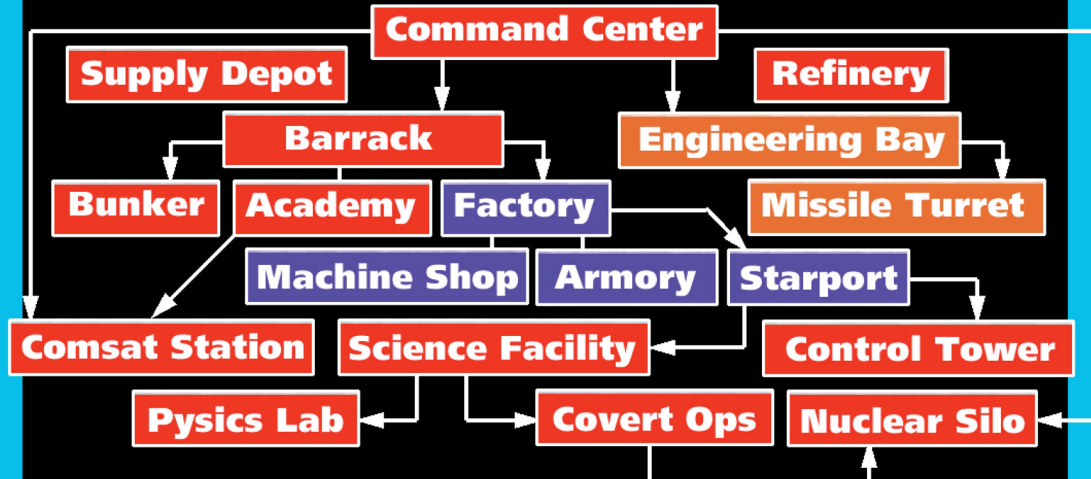 Command Center
Supply Depot
Refinery
Barrack
Engineering Bay
Bunker
Academy
Factory
Missile Turret
Machine Shop
Armory
Starport
Comsat Station
Science Facility
Control Tower
Pysics Lab
Covert Ops
Nuclear Silo